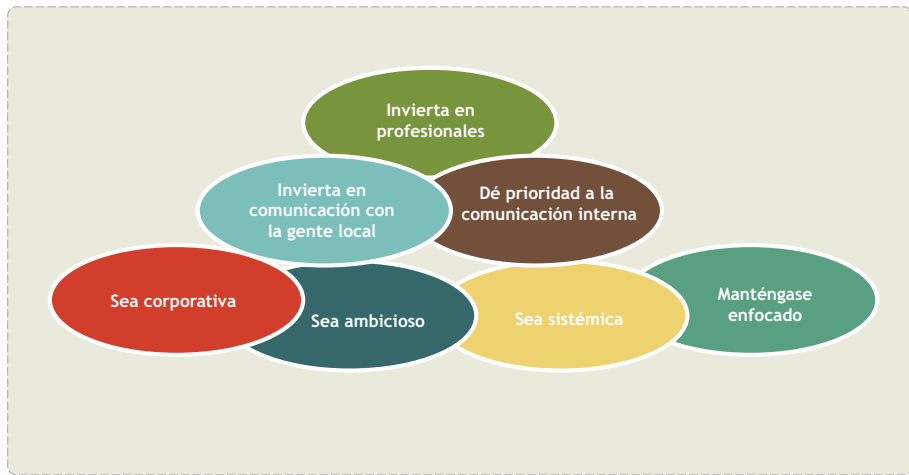 Invierta en
profesionales
Invierta en
comunicación con
la gente local
Dé prioridad a la
comunicación interna
Sea corporativa
Sea ambicioso
Sea sistémica
Manténgase
enfocado